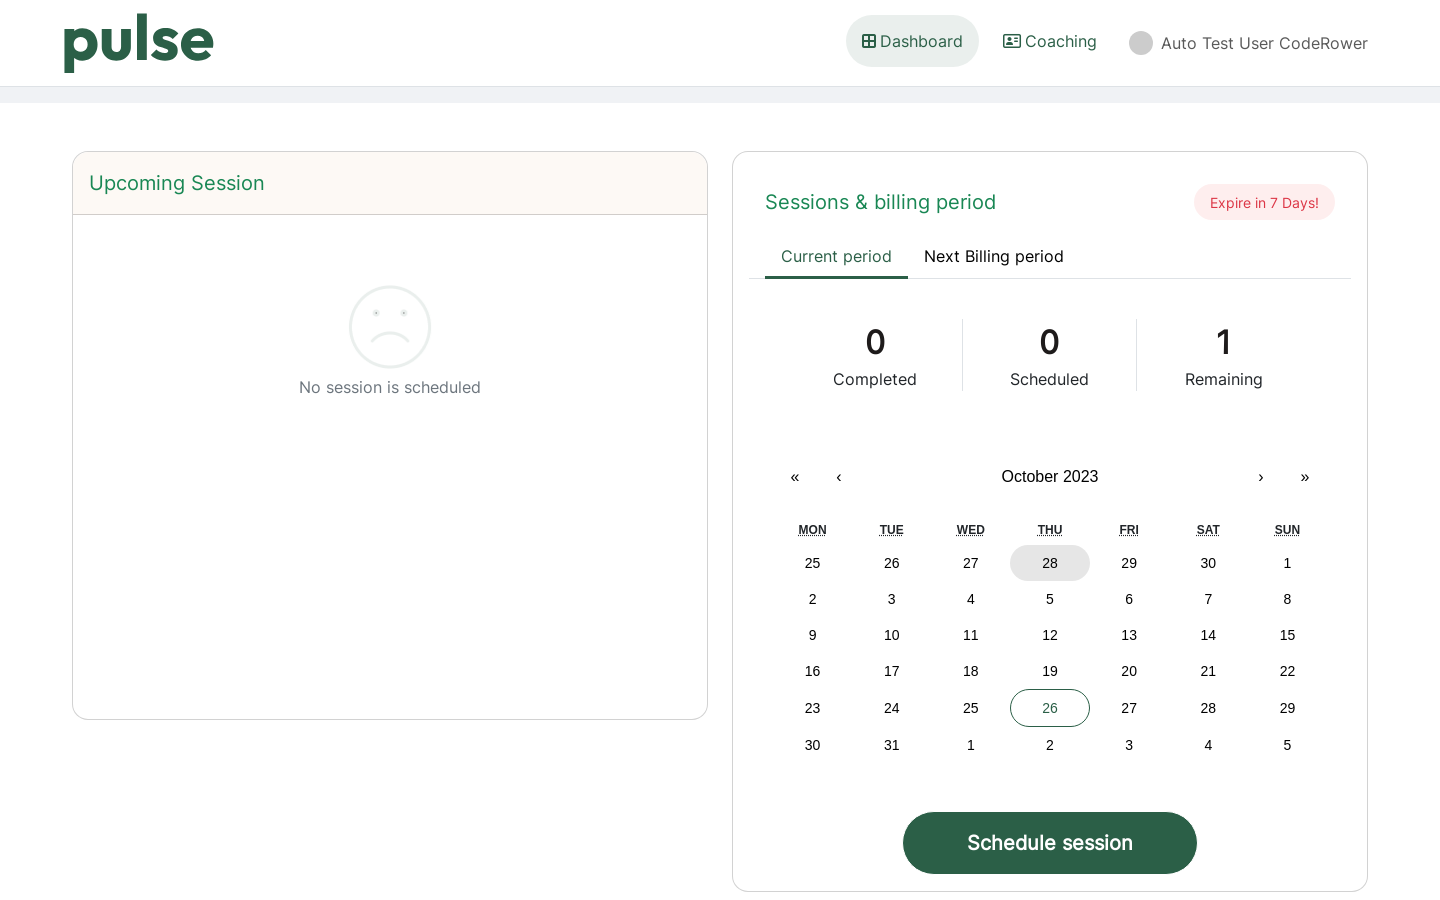 pulse
Dashboard
Coaching
Auto Test User CodeRower
Upcoming Session
No session is scheduled
Sessions & billing period
Expire in 7 Days!
Current period
Next Billing period
0
Completed
0
Scheduled
1
Remaining
« ‹ October 2023 › »
MON TUE WED THU FRI SAT SUN
25 26 27 28 29 30 1
2 3 4 5 6 7 8
9 10 11 12 13 14 15
16 17 18 19 20 21 22
23 24 25 26 27 28 29
30 31 1 2 3 4 5
Schedule session